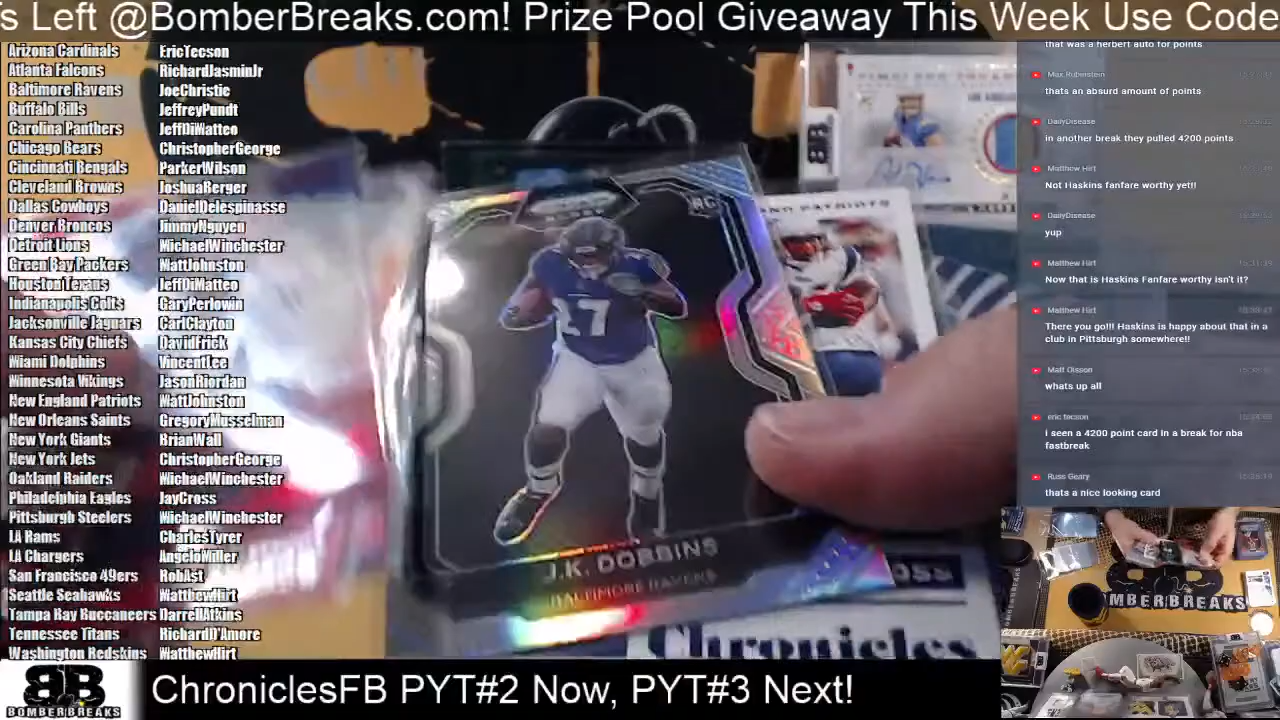 s Left @BomberBreaks.com! Prize Pool Giveaway This Week Use Code
Arizona Cardinals EricTecson
Atlanta Falcons RichardJasminJr
Baltimore Ravens JoeChristie
Buffalo Bills JeffreyPundt
Carolina Panthers JeffDiMatteo
Chicago Bears ChristopherGeorge
Cincinnati Bengals ParkerWilson
Cleveland Browns JoshuaBerger
Dallas Cowboys DanielDelespinasse
Denver Broncos JimmyNguyen
Detroit Lions MichaelWinchester
Green Bay Packers MattJohnston
Houston Texans JeffDiMatteo
Indianapolis Colts GaryPerlowin
Jacksonville Jaguars CarlClayton
Kansas City Chiefs DavidFrick
Miami Dolphins VincentLee
Minnesota Vikings JasonRiordan
New England Patriots MattJohnston
New Orleans Saints GregoryMusselman
New York Giants BrianWall
New York Jets ChristopherGeorge
Oakland Raiders MichaelWinchester
Philadelphia Eagles JayCross
Pittsburgh Steelers MichaelWinchester
LA Rams CharlesTyrer
LA Chargers AngeloMiller
San Francisco 49ers RobAst
Seattle Seahawks MatthewHirt
Tampa Bay Buccaneers DarrellAtkins
Tennessee Titans RichardD'Amore
Washington Redskins MatthewHirt
RC
PATRIOTS
27
J.K. DOBBINS
BALTIMORE RAVENS
Chronicles
that was a herbert auto for points
Max Rubenstein
thats an absurd amount of points
DailyDisease
in another break they pulled 4200 points
Matthew Hirt
Not Haskins fanfare worthy yet!!
DailyDisease
yup
Matthew Hirt
Now that is Haskins Fanfare worthy isn't it?
Matthew Hirt
There you go!!! Haskins is happy about that in a
club in Pittsburgh somewhere!!
Matt Olsson
whats up all
eric tecson
i seen a 4200 point card in a break for nba
fastbreak
Russ Geary
thats a nice looking card
MBERBREAKS
BB
BOMBERBREAKS
ChroniclesFB PYT#2 Now, PYT#3 Next!